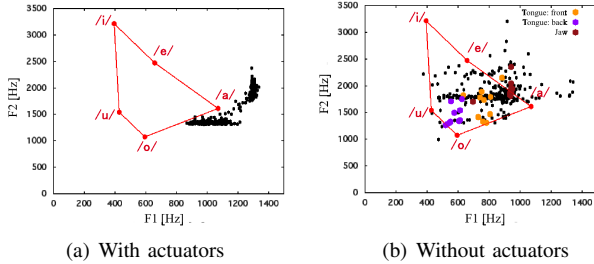 3500
3000
2500
2000
1500
1000
500
0
F2 [Hz]
0 200 400 600 800 1000 1200 1400
F1 [Hz]
/i/
/e/
/a/
/u/
/o/
(a) With actuators
3500
3000
2500
2000
1500
1000
500
0
F2 [Hz]
0 200 400 600 800 1000 1200 1400
F1 [Hz]
/i/
/e/
/a/
/u/
/o/
Tongue: front
Tongue: back
Jaw
(b) Without actuators